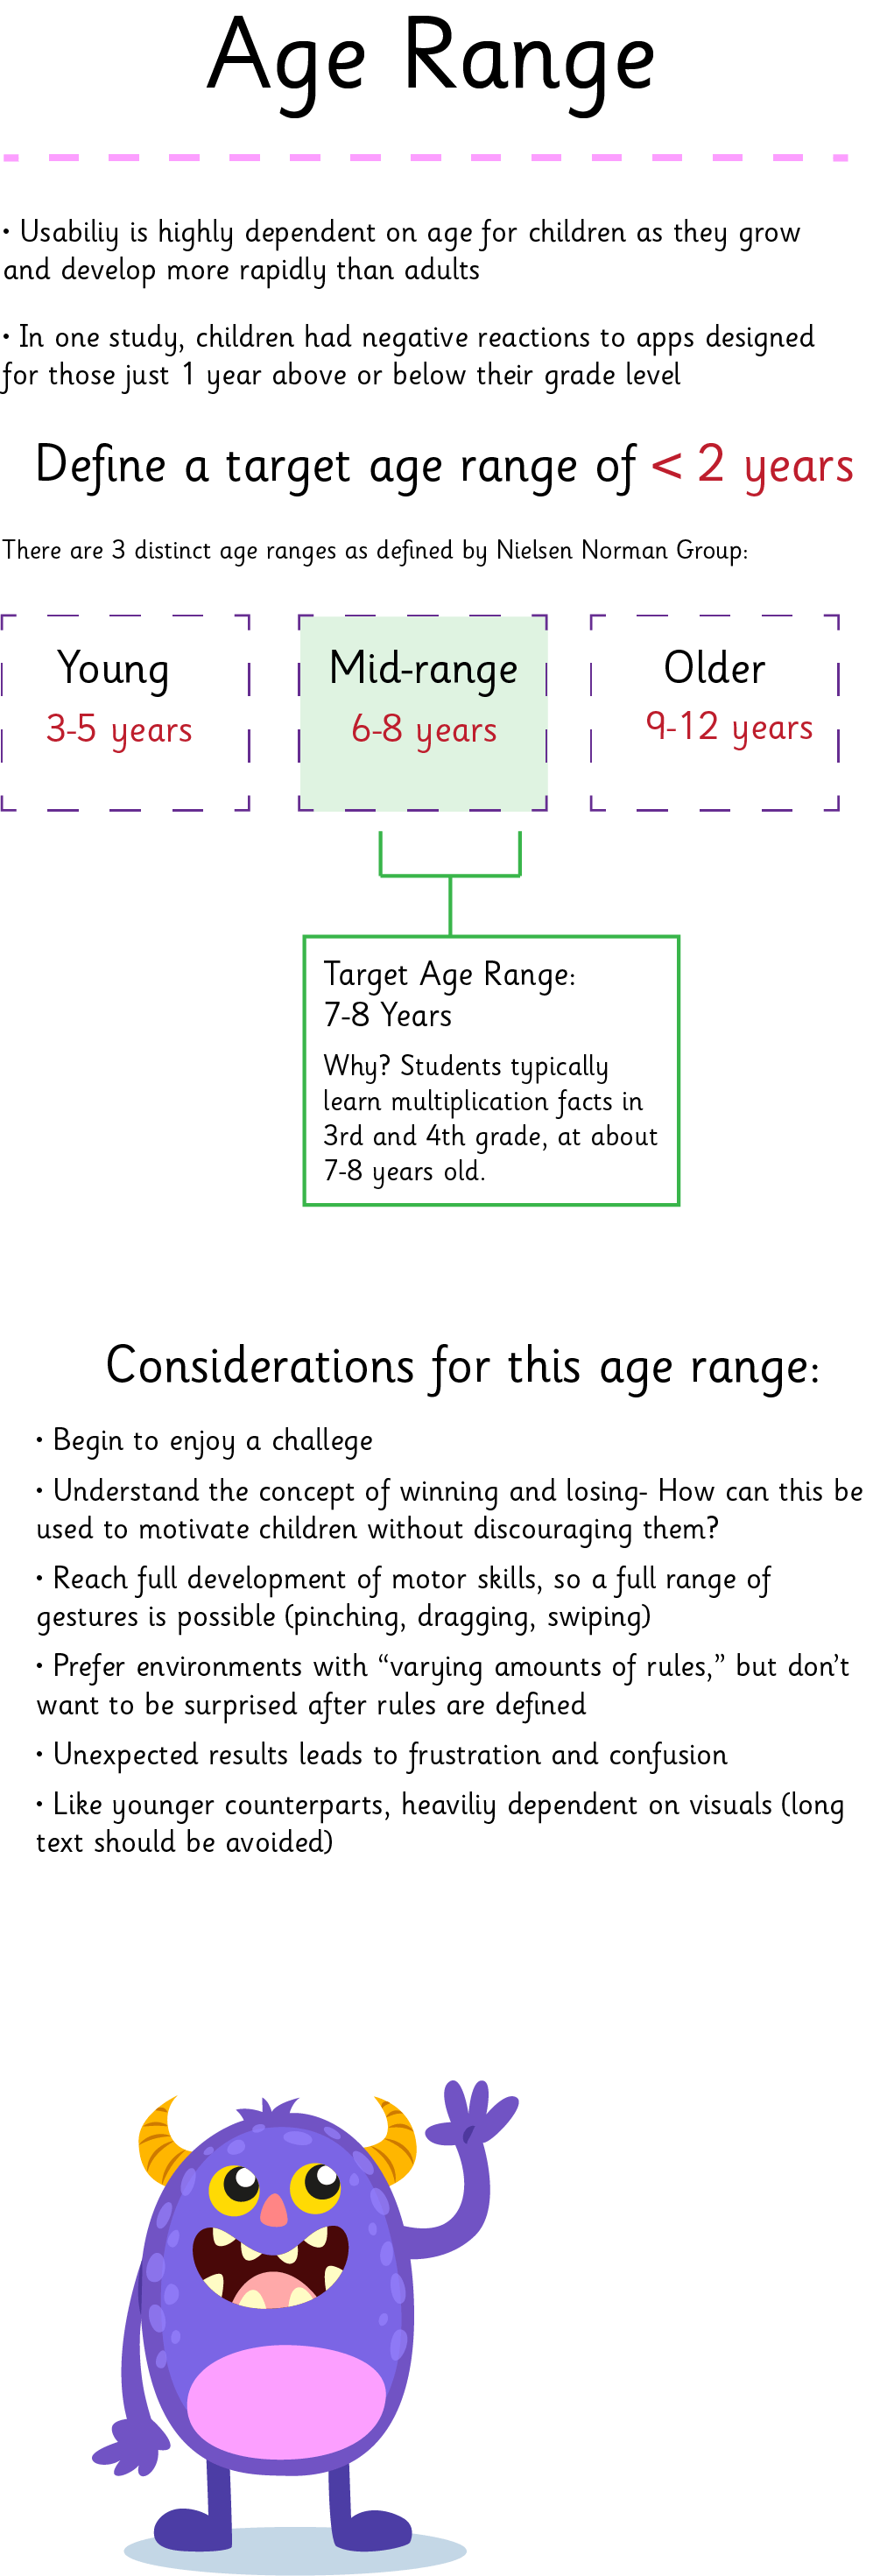 Age Range
• Usabiliy is highly dependent on age for children as they grow
and develop more rapidly than adults
• In one study, children had negative reactions to apps designed
for those just 1 year above or below their grade level
Define a target age range of < 2 years
There are 3 distinct age ranges as defined by Nielsen Norman Group:
Young
3-5 years
Mid-range
6-8 years
Older
9-12 years
Target Age Range:
7-8 Years
Why? Students typically
learn multiplication facts in
3rd and 4th grade, at about
7-8 years old.
Considerations for this age range:
• Begin to enjoy a challege
• Understand the concept of winning and losing- How can this be
used to motivate children without discouraging them?
• Reach full development of motor skills, so a full range of
gestures is possible (pinching, dragging, swiping)
• Prefer environments with “varying amounts of rules,” but don’t
want to be surprised after rules are defined
• Unexpected results leads to frustration and confusion
• Like younger counterparts, heaviliy dependent on visuals (long
text should be avoided)